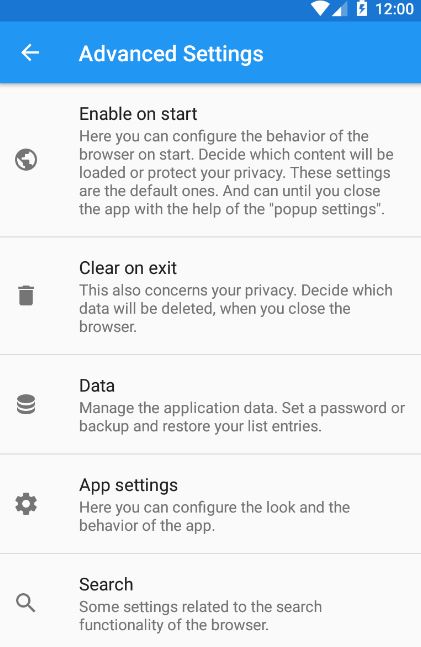 12:00
Advanced Settings
Enable on start
Here you can configure the behavior of the
browser on start. Decide which content will be
loaded or protect your privacy. These settings
are the default ones. And can until you close
the app with the help of the "popup settings".
Clear on exit
This also concerns your privacy. Decide which
data will be deleted, when you close the
browser.
Data
Manage the application data. Set a password or
backup and restore your list entries.
App settings
Here you can configure the look and the
behavior of the app.
Search
Some settings related to the search
functionality of the browser.